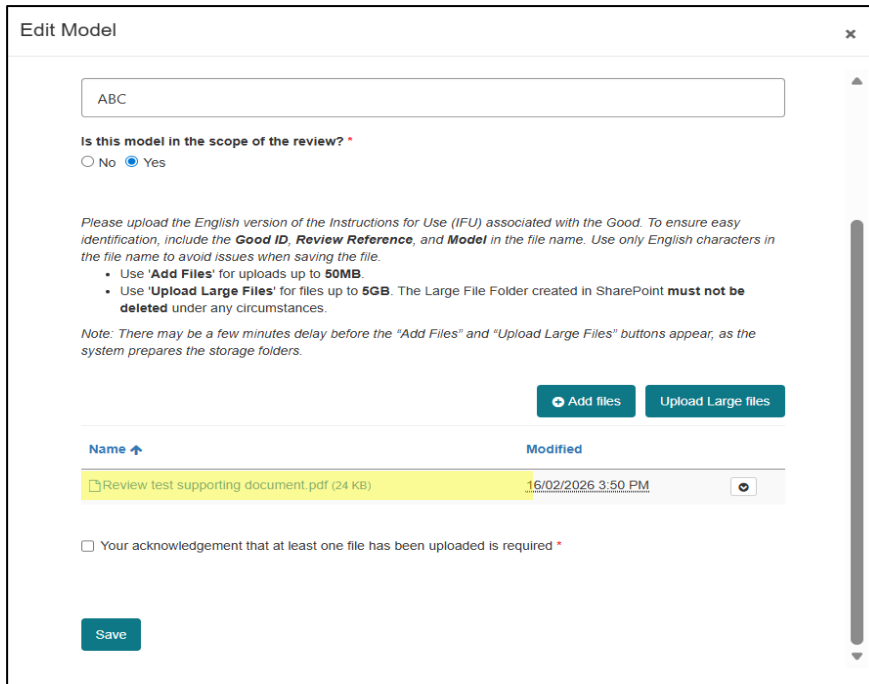 Edit Model
×
ABC
Is this model in the scope of the review? *
No Yes
Please upload the English version of the Instructions for Use (IFU) associated with the Good. To ensure easy
identification, include the Good ID, Review Reference, and Model in the file name. Use only English characters in
the file name to avoid issues when saving the file.
• Use 'Add Files' for uploads up to 50MB.
• Use 'Upload Large Files' for files up to 5GB. The Large File Folder created in SharePoint must not be
deleted under any circumstances.
Note: There may be a few minutes delay before the “Add Files” and “Upload Large Files” buttons appear, as the
system prepares the storage folders.
Add files Upload Large files
Name Modified
Review test supporting document.pdf (24 KB) 16/02/2026 3:50 PM
Your acknowledgement that at least one file has been uploaded is required *
Save